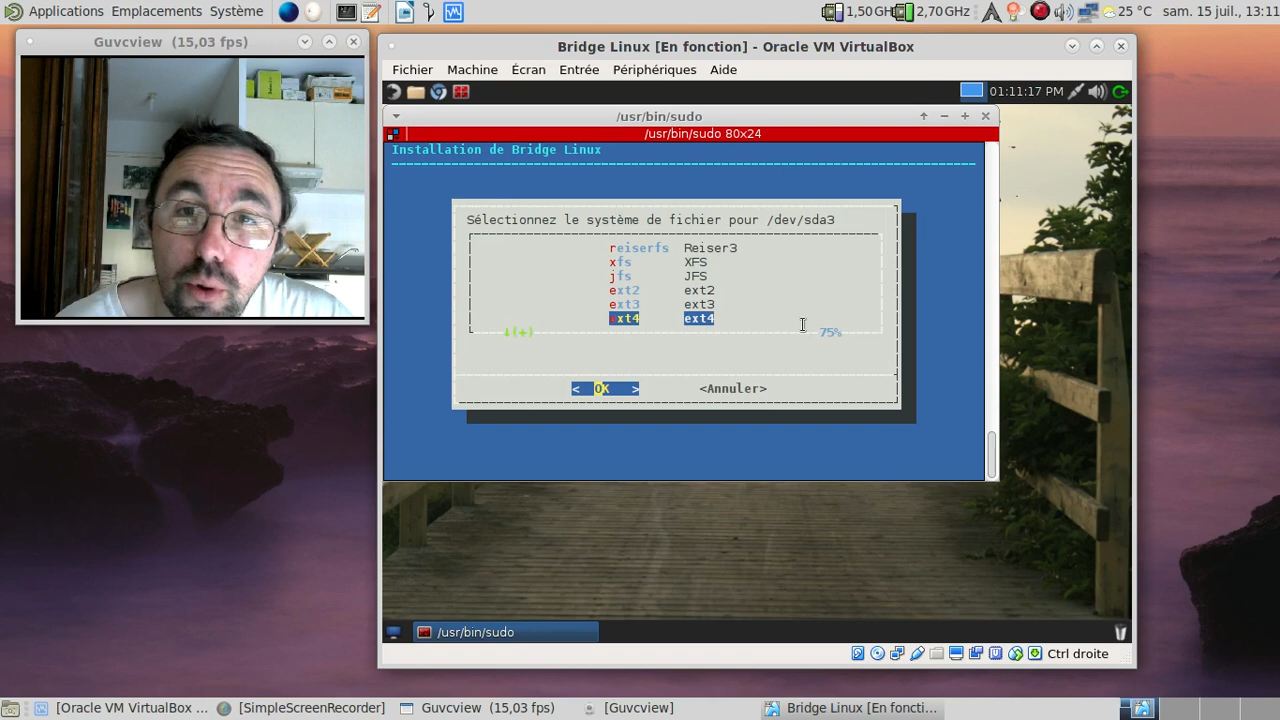 Applications Emplacements Système
1,50 GH
2,70 GHz
25 °C
sam. 15 juil., 13:11
Guvcview (15,03 fps)
Bridge Linux [En fonction] - Oracle VM VirtualBox
Fichier Machine Écran Entrée Périphériques Aide
01:11:17 PM
/usr/bin/sudo
/usr/bin/sudo 80x24
Installation de Bridge Linux
Sélectionnez le système de fichier pour /dev/sda3
reiserfs Reiser3
xfs XFS
jfs JFS
ext2 ext2
ext3 ext3
ext4 ext4
↓(+) 75%
< OK > <Annuler>
/usr/bin/sudo
Ctrl droite
[Oracle VM VirtualBox ... [SimpleScreenRecorder] Guvcview (15,03 fps) [Guvcview] Bridge Linux [En foncti...